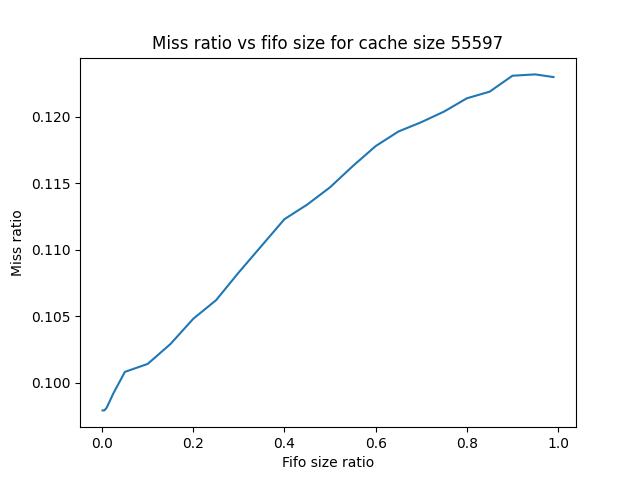 Miss ratio vs fifo size for cache size 55597
0.120
0.115
0.110
0.105
0.100
Miss ratio
0.0 0.2 0.4 0.6 0.8 1.0
Fifo size ratio